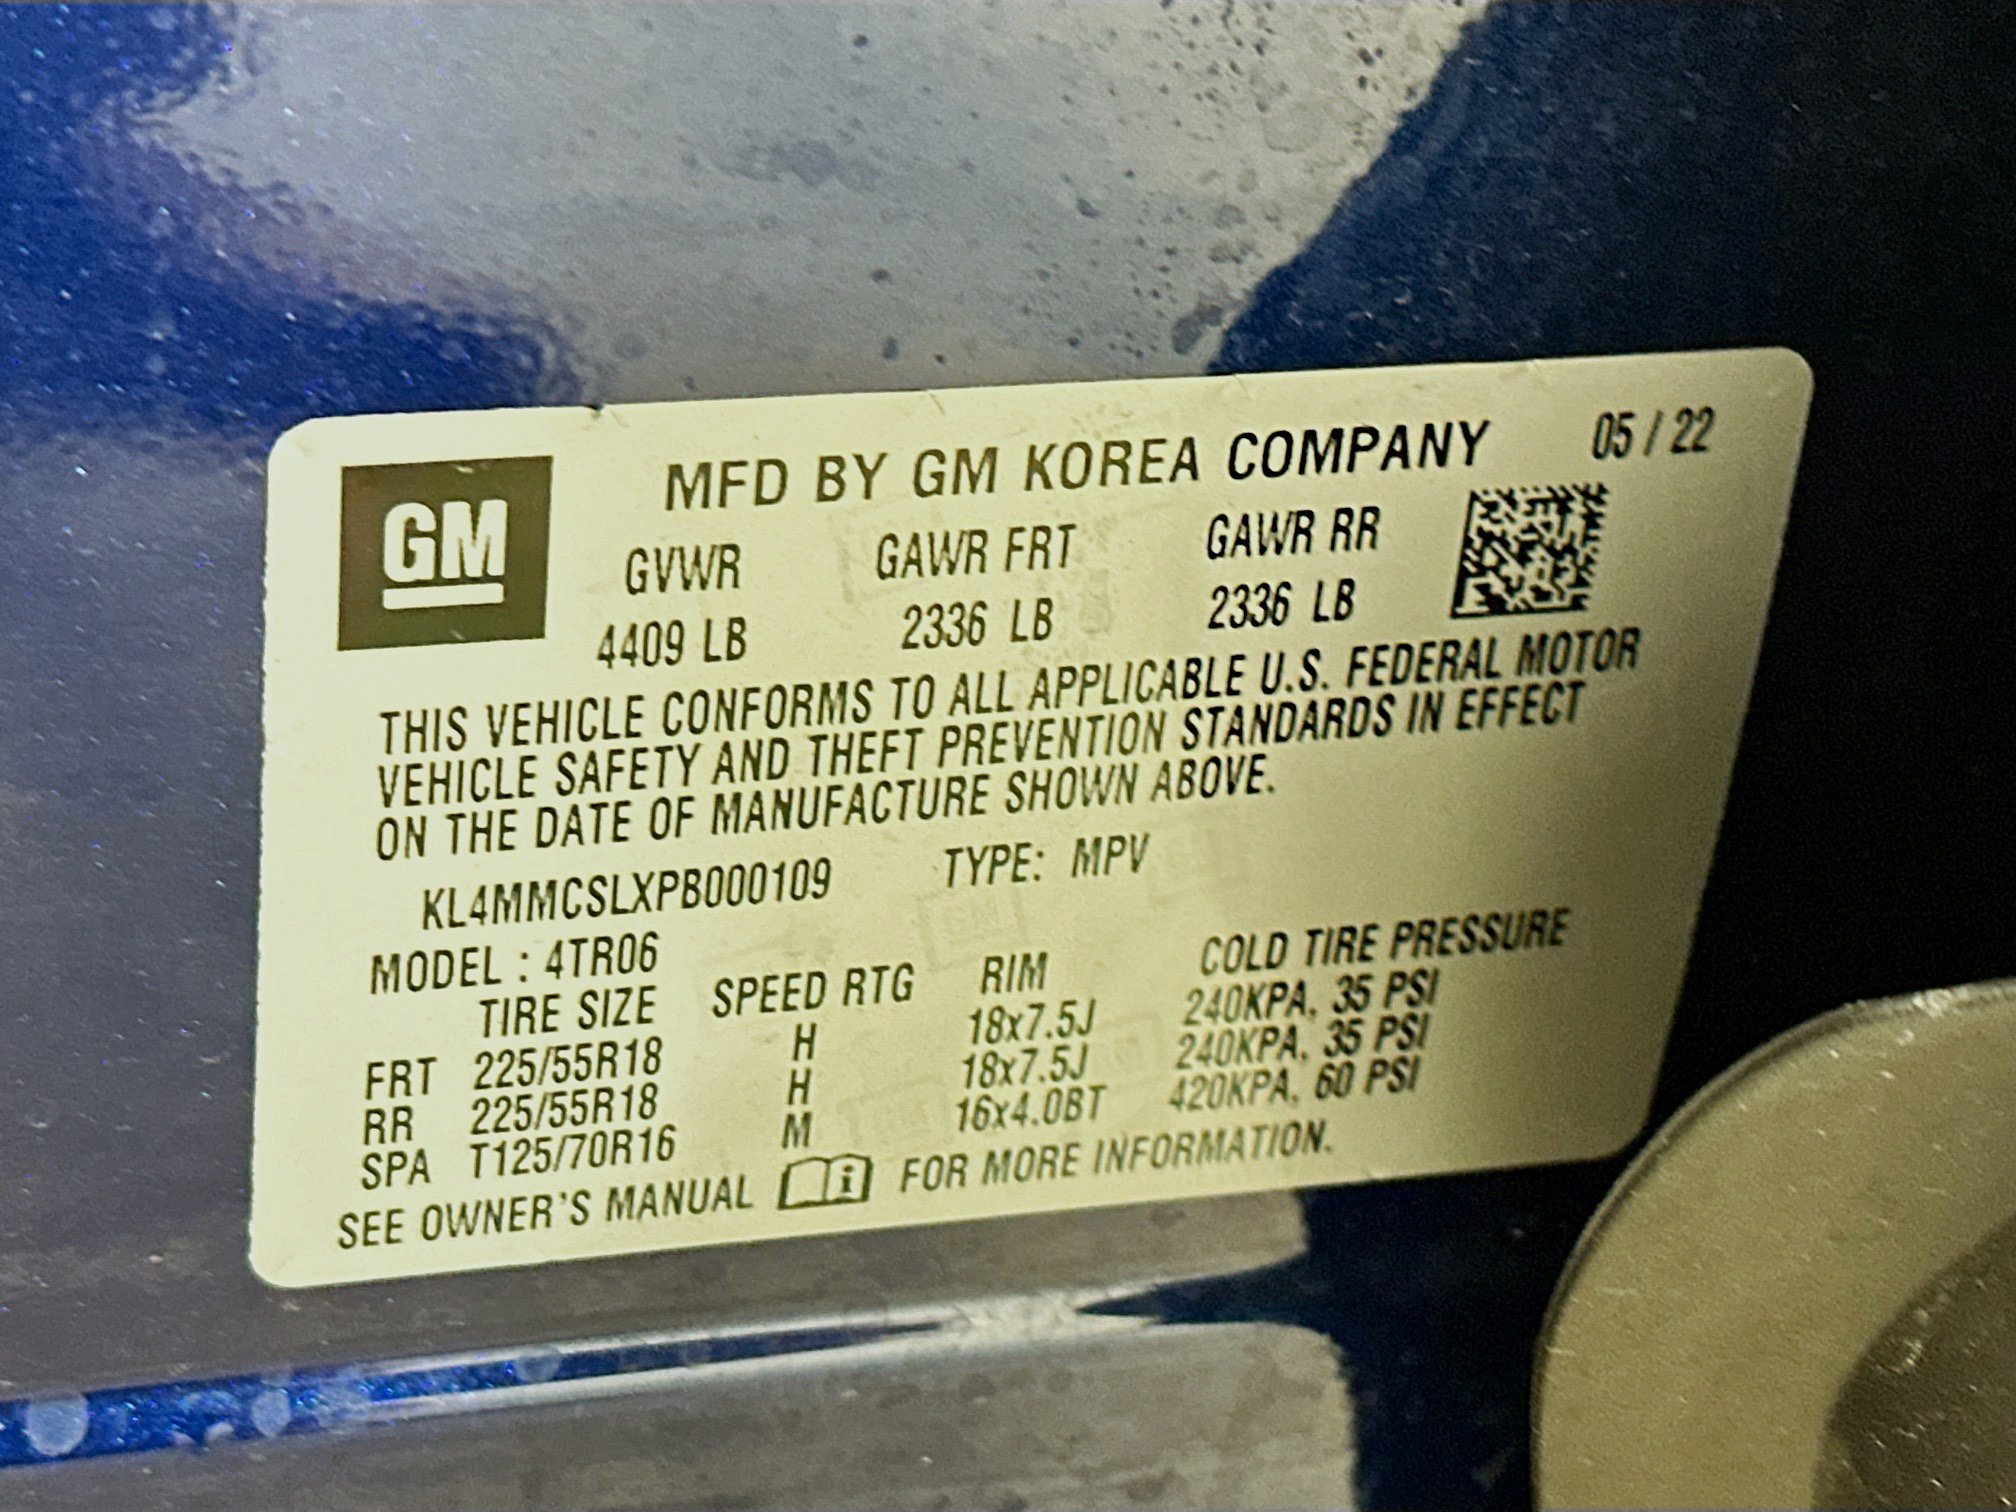 GM
MFD BY GM KOREA COMPANY 05 / 22
GVWR GAWR FRT GAWR RR
4409 LB 2336 LB 2336 LB
THIS VEHICLE CONFORMS TO ALL APPLICABLE U.S. FEDERAL MOTOR
VEHICLE SAFETY AND THEFT PREVENTION STANDARDS IN EFFECT
ON THE DATE OF MANUFACTURE SHOWN ABOVE.
KL4MMCSLXPB000109 TYPE: MPV
MODEL : 4TR06
TIRE SIZE SPEED RTG RIM COLD TIRE PRESSURE
FRT 225/55R18 H 18x7.5J 240KPA, 35 PSI
RR 225/55R18 H 18x7.5J 240KPA, 35 PSI
SPA T125/70R16 M 16x4.0BT 420KPA, 60 PSI
SEE OWNER'S MANUAL i FOR MORE INFORMATION.